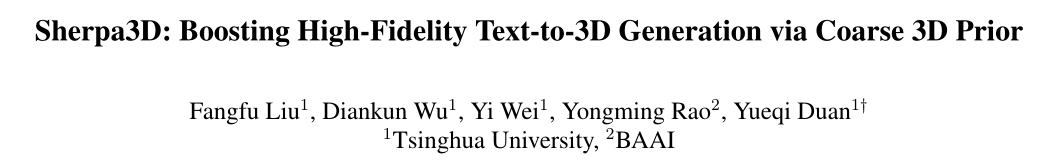 Sherpa3D: Boosting High-Fidelity Text-to-3D Generation via Coarse 3D Prior
Fangfu Liu¹, Diankun Wu¹, Yi Wei¹, Yongming Rao², Yueqi Duan¹†
¹Tsinghua University, ²BAAI